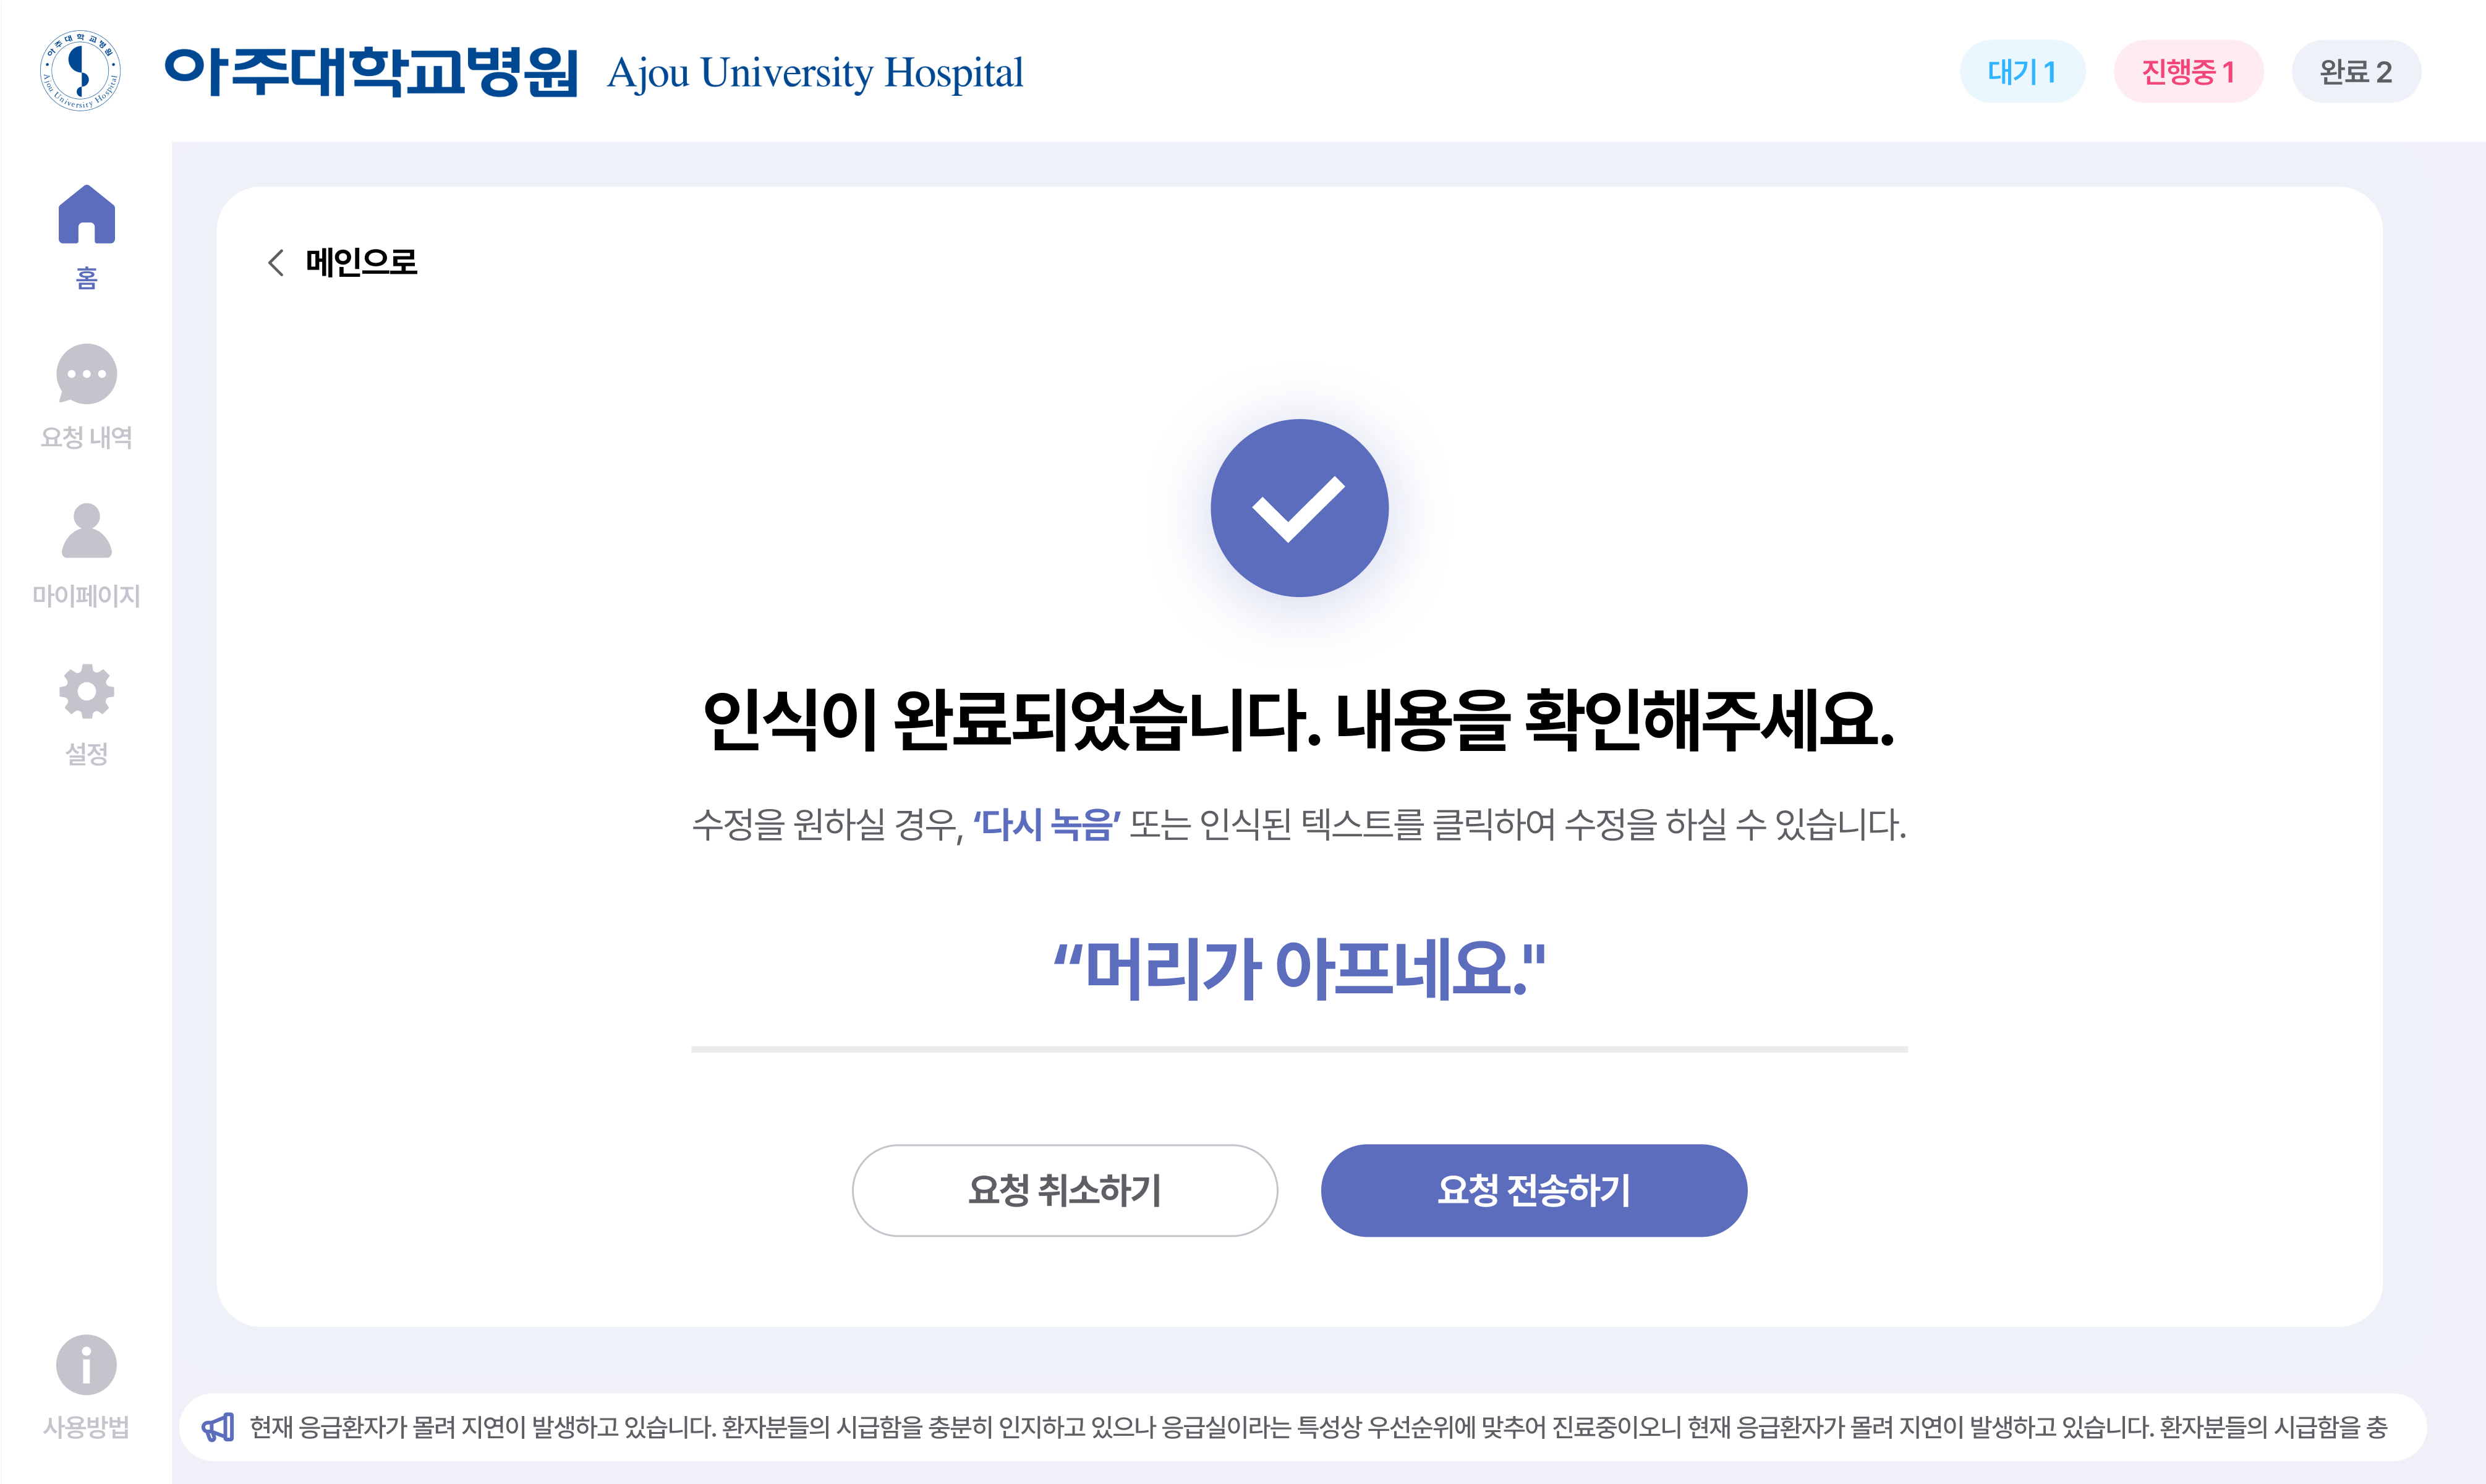 아주대학교병원
Ajou University Hospital
아주대학교병원 Ajou University Hospital
대기 1
진행중 1
완료 2
홈
요청 내역
마이페이지
설정
사용방법
메인으로
인식이 완료되었습니다. 내용을 확인해주세요.
수정을 원하실 경우, ‘다시 녹음’ 또는 인식된 텍스트를 클릭하여 수정을 하실 수 있습니다.
“머리가 아프네요."
요청 취소하기
요청 전송하기
현재 응급환자가 몰려 지연이 발생하고 있습니다. 환자분들의 시급함을 충분히 인지하고 있으나 응급실이라는 특성상 우선순위에 맞추어 진료중이오니 현재 응급환자가 몰려 지연이 발생하고 있습니다. 환자분들의 시급함을 충